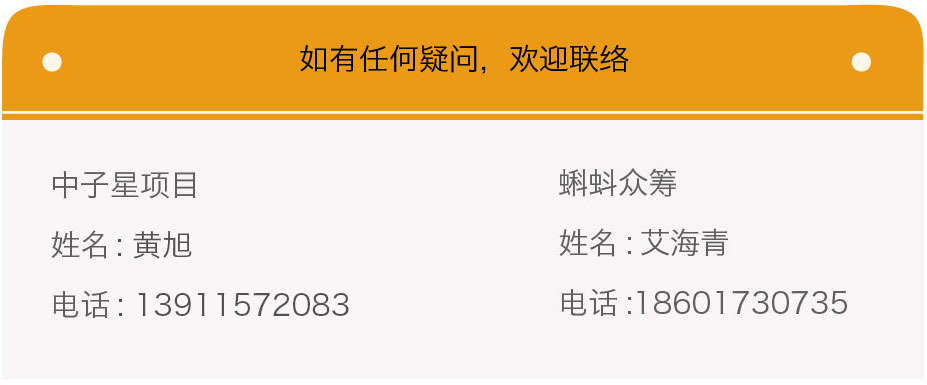 如有任何疑问，欢迎联络
中子星项目
姓名 : 黄旭
电话 : 13911572083
蝌蚪众筹
姓名 : 艾海青
电话 :18601730735